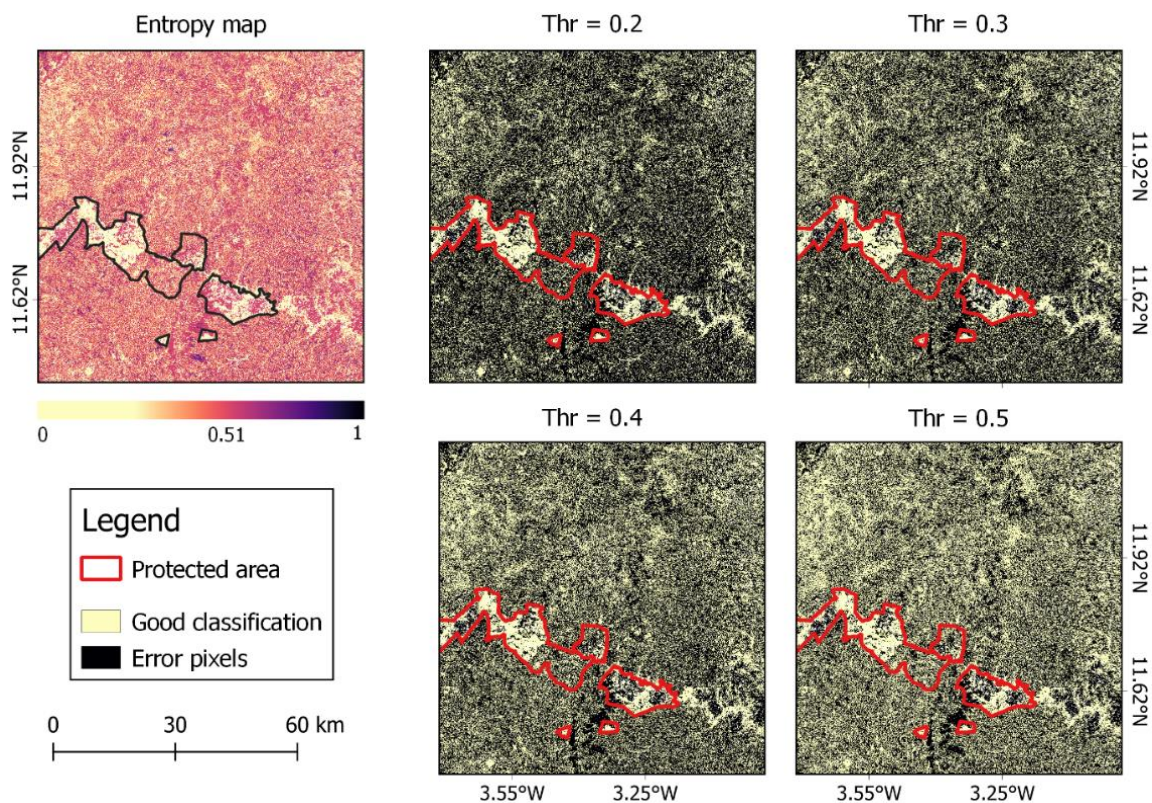 Entropy map
Thr = 0.2
Thr = 0.3
11.92°N
11.62°N
11.92°N
11.62°N
0 0.51 1
Thr = 0.4
Thr = 0.5
Legend
Protected area
Good classification
Error pixels
0 30 60 km
11.92°N
11.62°N
3.55°W 3.25°W
3.55°W 3.25°W